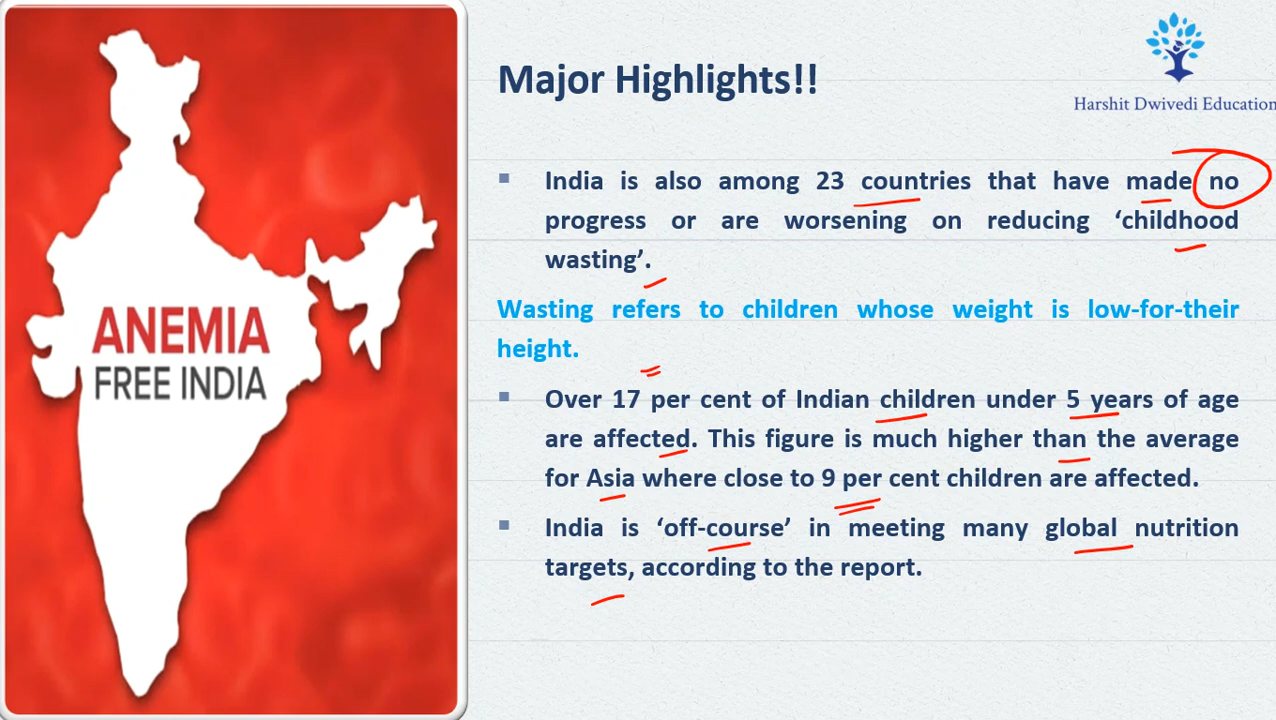 Harshit Dwivedi Education
Major Highlights!!
India is also among 23 countries that have made no
progress or are worsening on reducing ‘childhood
wasting’.
Wasting refers to children whose weight is low-for-their
height.
Over 17 per cent of Indian children under 5 years of age
are affected. This figure is much higher than the average
for Asia where close to 9 per cent children are affected.
India is ‘off-course’ in meeting many global nutrition
targets, according to the report.
ANEMIA
FREE INDIA